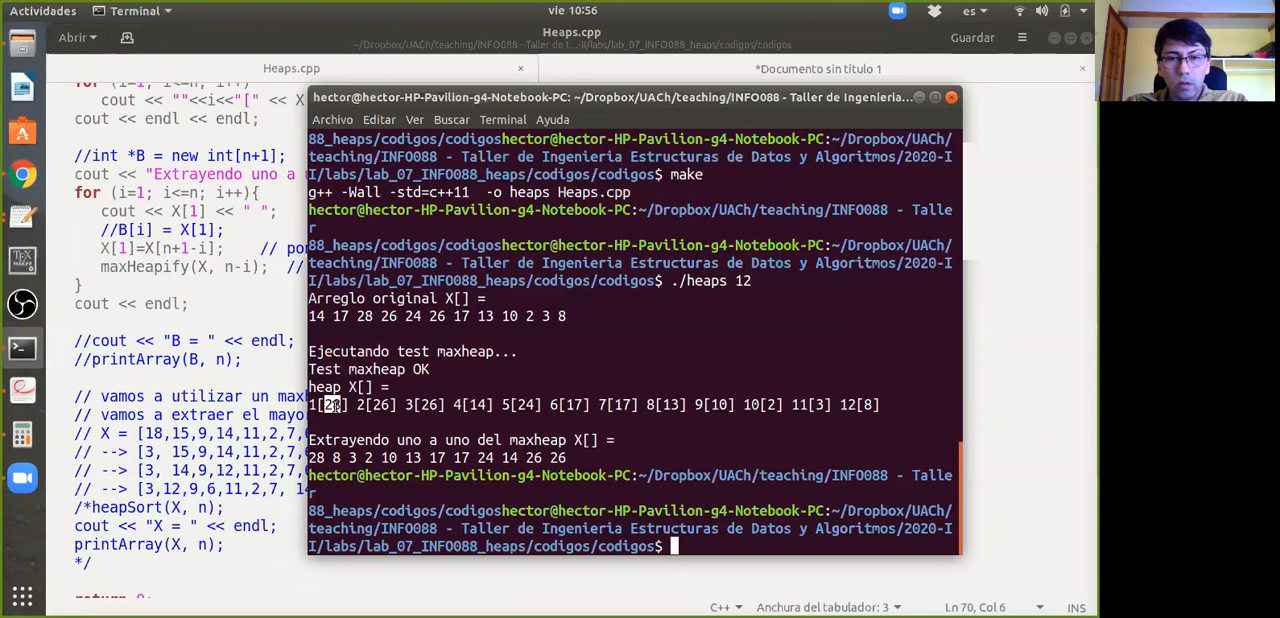 Actividades
Terminal
vie 10:56
es
Abrir
Heaps.cpp
~/Dropbox/UACh/teaching/INFO088 - Taller de I...-II/labs/lab_07_INFO088_heaps/codigos/codigos
Guardar
Heaps.cpp
*Documento sin título 1
for (i=1; i<=n; i++)
cout << ""<<i<<"[" << X
cout << endl << endl;
//int *B = new int[n+1];
cout << "Extrayendo uno a u
for (i=1; i<=n; i++){
cout << X[1] << " ";
//B[i] = X[1];
X[1]=X[n+1-i]; // po
maxHeapify(X, n-i); //
}
cout << endl;
//cout << "B = " << endl;
//printArray(B, n);
// vamos a utilizar un maxh
// vamos a extraer el mayo
// X = [18,15,9,14,11,2,7,6
// --> [3, 15,9,14,11,2,7,
// --> [3, 14,9,12,11,2,7,
// --> [3,12,9,6,11,2,7, 14
/*heapSort(X, n);
cout << "X = " << endl;
printArray(X, n);
*/
return 0;
hector@hector-HP-Pavilion-g4-Notebook-PC: ~/Dropbox/UACh/teaching/INFO088 - Taller de Ingenieria...
Archivo Editar Ver Buscar Terminal Ayuda
88_heaps/codigos/codigoshector@hector-HP-Pavilion-g4-Notebook-PC:~/Dropbox/UACh/
teaching/INFO088 - Taller de Ingenieria Estructuras de Datos y Algoritmos/2020-I
I/labs/lab_07_INFO088_heaps/codigos/codigos$ make
g++ -Wall -std=c++11 -o heaps Heaps.cpp
hector@hector-HP-Pavilion-g4-Notebook-PC:~/Dropbox/UACh/teaching/INFO088 - Talle
r
88_heaps/codigos/codigoshector@hector-HP-Pavilion-g4-Notebook-PC:~/Dropbox/UACh/
teaching/INFO088 - Taller de Ingenieria Estructuras de Datos y Algoritmos/2020-I
I/labs/lab_07_INFO088_heaps/codigos/codigos$ ./heaps 12
Arreglo original X[] =
14 17 28 26 24 26 17 13 10 2 3 8
Ejecutando test maxheap...
Test maxheap OK
heap X[] =
1[28] 2[26] 3[26] 4[14] 5[24] 6[17] 7[17] 8[13] 9[10] 10[2] 11[3] 12[8]
Extrayendo uno a uno del maxheap X[] =
28 8 3 2 10 13 17 17 24 14 26 26
hector@hector-HP-Pavilion-g4-Notebook-PC:~/Dropbox/UACh/teaching/INFO088 - Talle
r
88_heaps/codigos/codigoshector@hector-HP-Pavilion-g4-Notebook-PC:~/Dropbox/UACh/
teaching/INFO088 - Taller de Ingenieria Estructuras de Datos y Algoritmos/2020-I
I/labs/lab_07_INFO088_heaps/codigos/codigos$
C++
Anchura del tabulador: 3
Ln 70, Col 6
INS